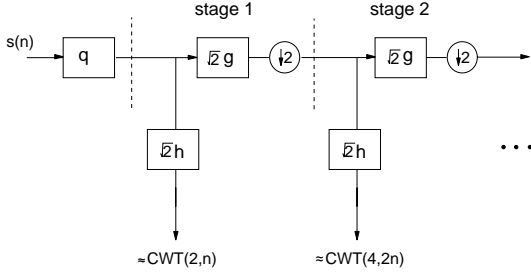 stage 1 stage 2
s(n) q √2 g ↓2 √2 g ↓2
√2 h √2 h ...
≈CWT(2,n) ≈CWT(4,2n)